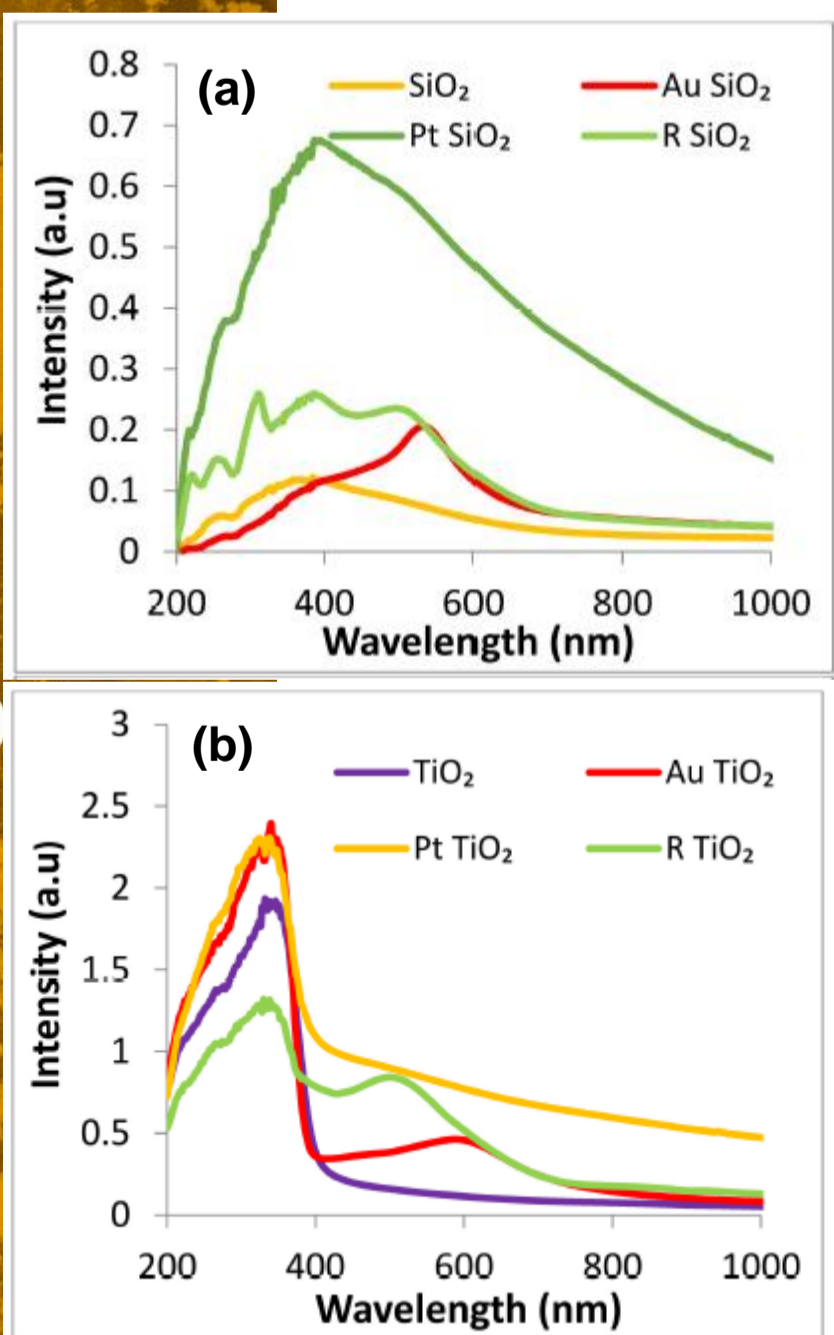 (a)
SiO₂
Au SiO₂
Pt SiO₂
R SiO₂
Intensity (a.u)
0.8
0.7
0.6
0.5
0.4
0.3
0.2
0.1
0
200 400 600 800 1000
Wavelength (nm)
(b)
TiO₂
Au TiO₂
Pt TiO₂
R TiO₂
Intensity (a.u)
3
2.5
2
1.5
1
0.5
0
200 400 600 800 1000
Wavelength (nm)